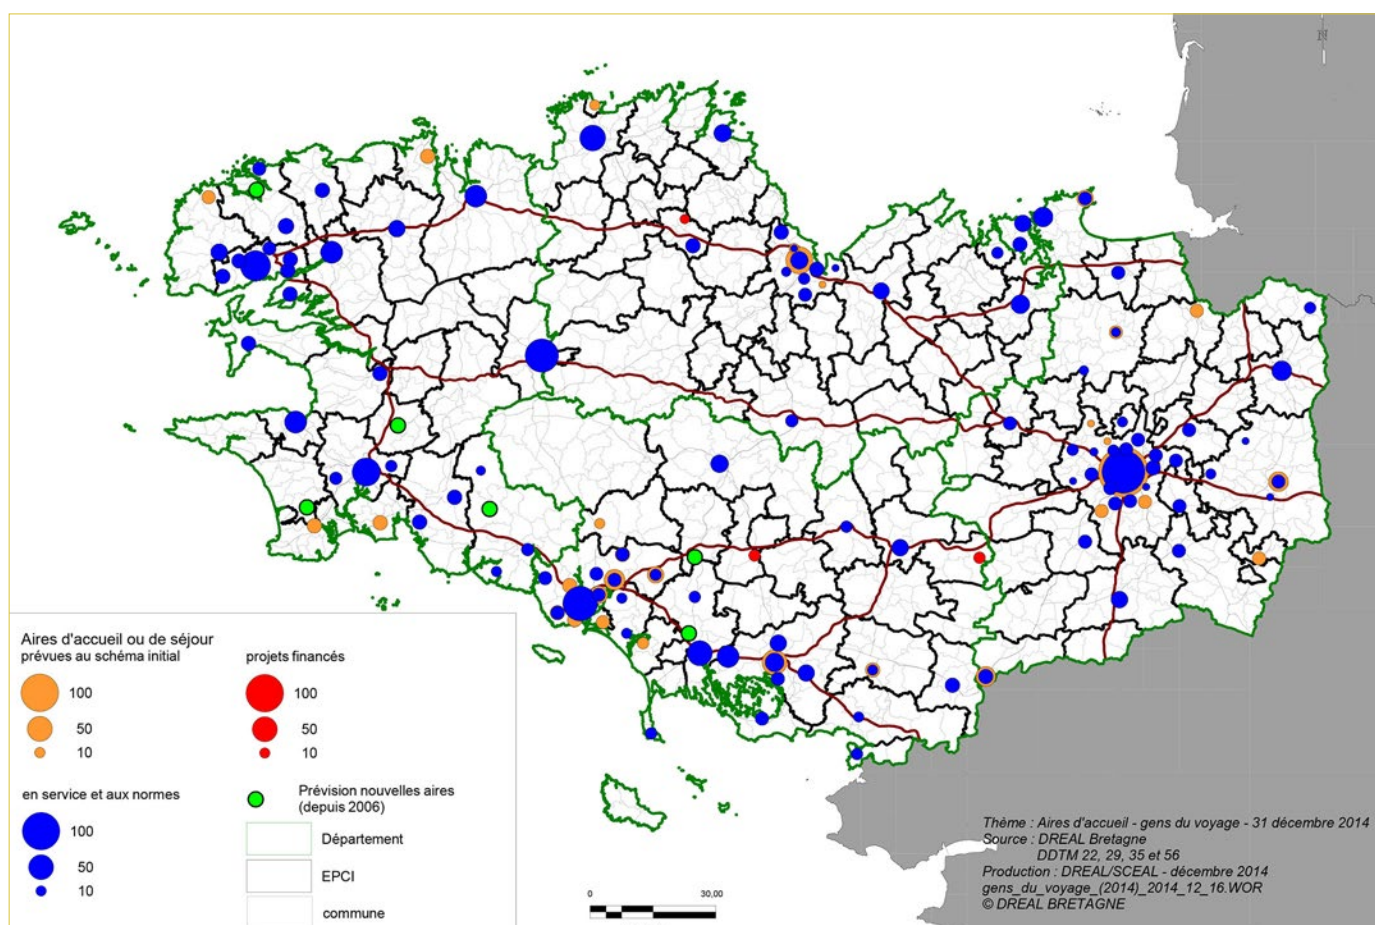 N
Aires d'accueil ou de séjour
prévues au schéma initial
100
50
10
en service et aux normes
100
50
10
projets financés
100
50
10
Prévision nouvelles aires
(depuis 2006)
Département
EPCI
commune
0 30,00
Thème : Aires d'accueil - gens du voyage - 31 décembre 2014
Source : DREAL Bretagne
DDTM 22, 29, 35 et 56
Production : DREAL/SCEAL - décembre 2014
gens_du_voyage_(2014)_2014_12_16.WOR
© DREAL BRETAGNE